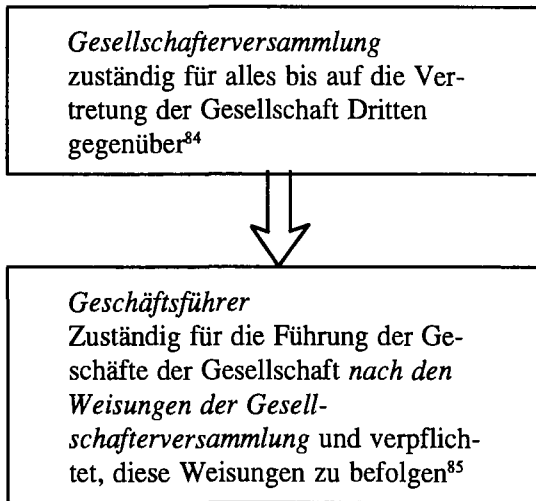 Gesellschafterversammlung
zuständig für alles bis auf die Ver-
tretung der Gesellschaft Dritten
gegenüber⁸⁴
Geschäftsführer
Zuständig für die Führung der Ge-
schäfte der Gesellschaft nach den
Weisungen der Gesell-
schafterversammlung und verpflich-
tet, diese Weisungen zu befolgen⁸⁵